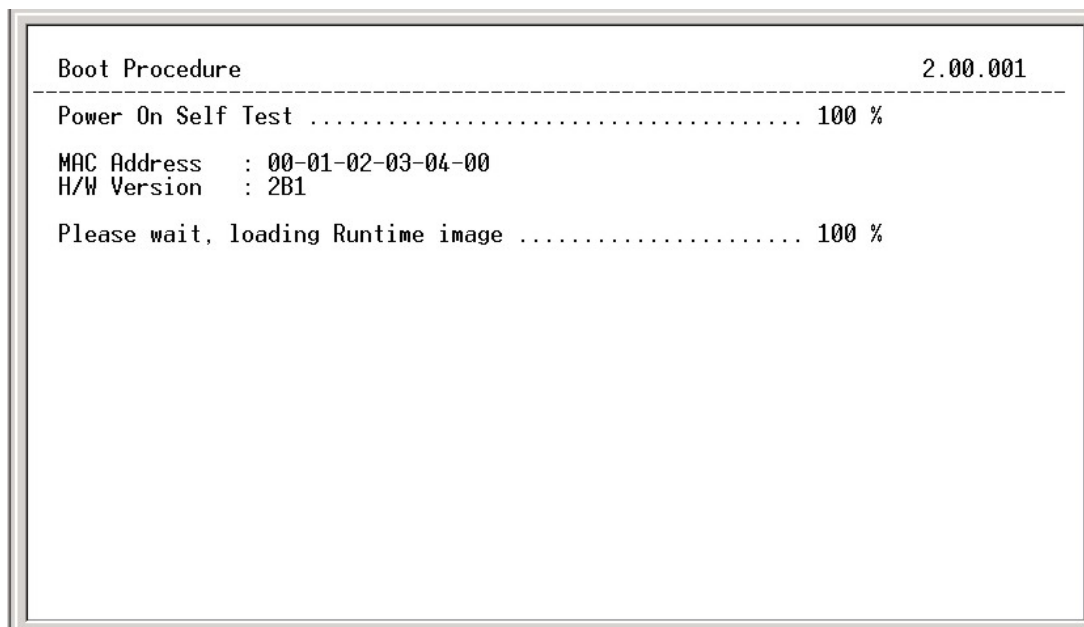 Boot Procedure 2.00.001
--------------------------------------------------------------------------------
Power On Self Test ...................................... 100 %
MAC Address : 00-01-02-03-04-00
H/W Version : 2B1
Please wait, loading Runtime image ...................... 100 %